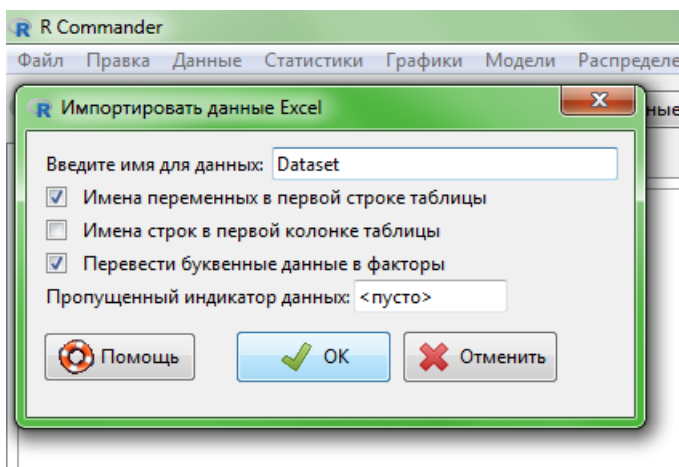 R Commander
Файл Правка Данные Статистики Графики Модели
Импортировать данные Excel
Введите имя для данных: Dataset
Имена переменных в первой строке таблицы
Имена строк в первой колонке таблицы
Перевести буквенные данные в факторы
Пропущенный индикатор данных: <пусто>
Помощь OK Отменить